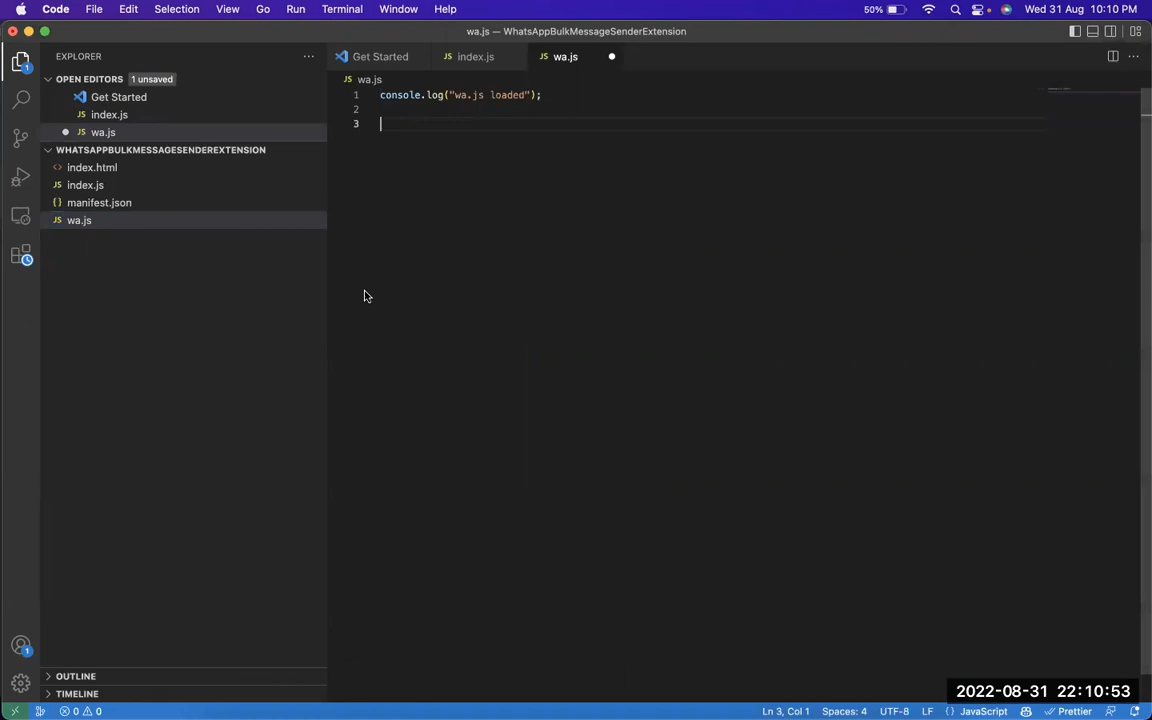 Code File Edit Selection View Go Run Terminal Window Help 50% Wed 31 Aug 10:10 PM
wa.js — WhatsAppBulkMessageSenderExtension
EXPLORER
Get Started
index.js
wa.js
OPEN EDITORS 1 unsaved
wa.js
Get Started
1 console.log("wa.js loaded");
index.js
2
wa.js
3
WHATSAPPBULKMESSAGESENDEREXTENSION
index.html
index.js
manifest.json
wa.js
OUTLINE
TIMELINE
2022-08-31 22:10:53
0 0 Ln 3, Col 1 Spaces: 4 UTF-8 LF JavaScript Prettier